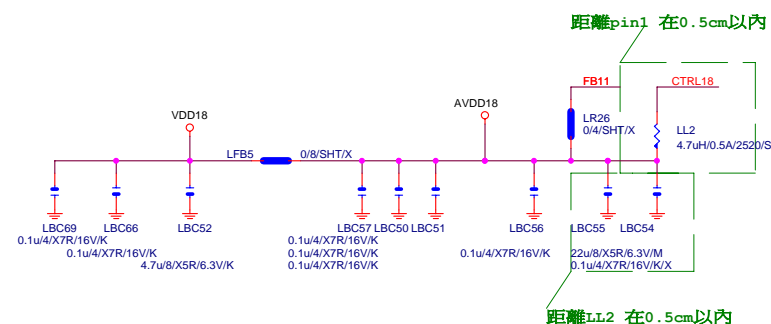 距離pin1 在0.5cm以內
FB11
CTRL18
VDD18
AVDD18
LR26
0/4/SHT/X
LL2
4.7uH/0.5A/2520/S
LFB5
0/8/SHT/X
LBC69
LBC66
LBC52
LBC57
LBC50
LBC51
LBC56
LBC55
LBC54
0.1u/4/X7R/16V/K
0.1u/4/X7R/16V/K
4.7u/8/X5R/6.3V/K
0.1u/4/X7R/16V/K
0.1u/4/X7R/16V/K
0.1u/4/X7R/16V/K
0.1u/4/X7R/16V/K
22u/8/X5R/6.3V/M
0.1u/4/X7R/16V/K/X
距離LL2 在0.5cm以內